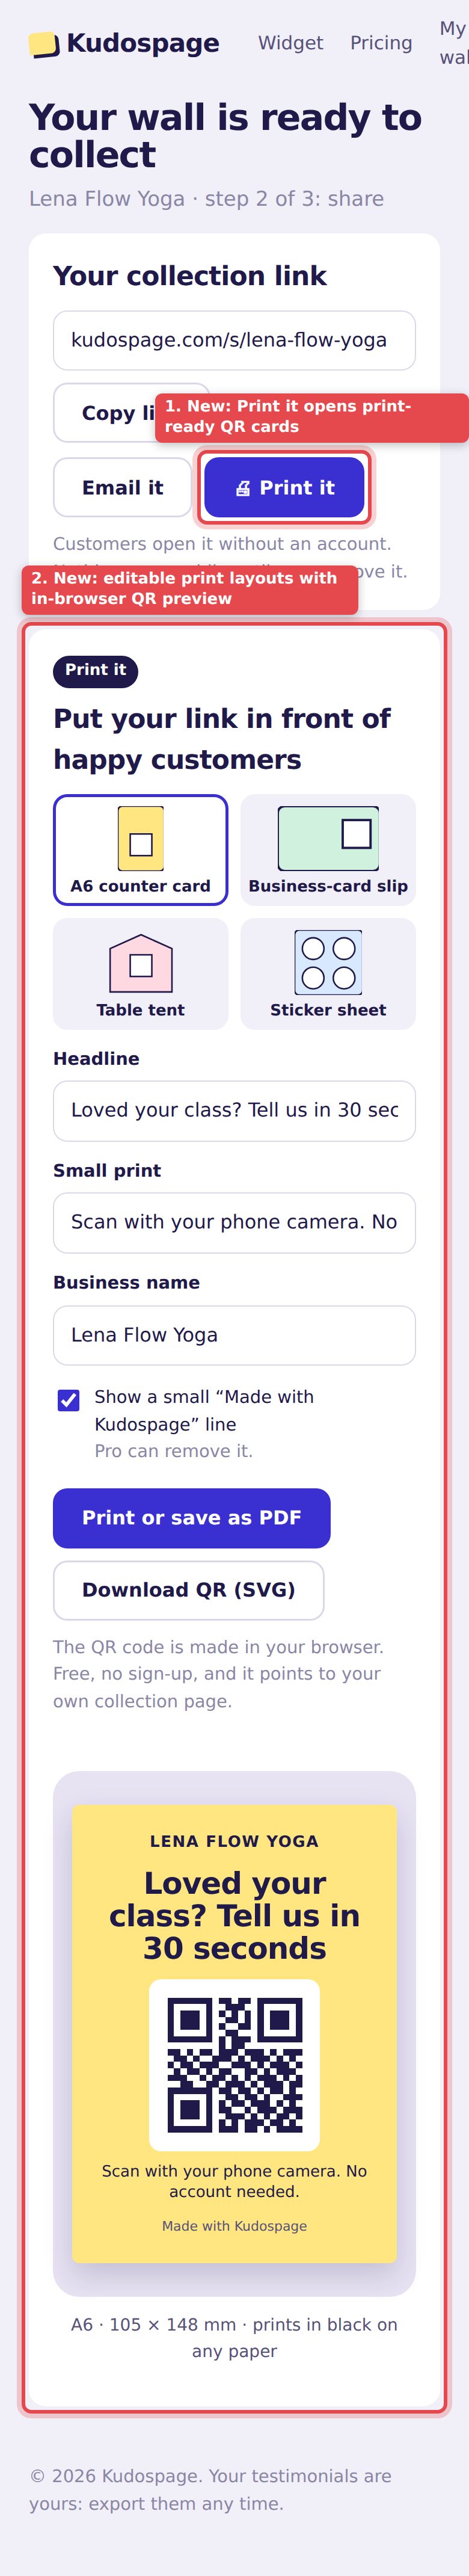 Kudospage
Widget
Pricing
My
Your wall is ready to
collect
Lena Flow Yoga · step 2 of 3: share
Your collection link
kudospage.com/s/lena-flow-yoga
Copy
1. New: Print it opens print-
ready QR cards
Email it
🖨 Print it
Customers open it without an account.
it.
2. New: editable print layouts with
in-browser QR preview
Print it
Put your link in front of
happy customers
A6 counter card
Business-card slip
Table tent
Sticker sheet
Headline
Loved your class? Tell us in 30 sec
Small print
Scan with your phone camera. No
Business name
Lena Flow Yoga
Show a small “Made with
Kudospage” line
Pro can remove it.
Print or save as PDF
Download QR (SVG)
The QR code is made in your browser.
Free, no sign-up, and it points to your
own collection page.
LENA FLOW YOGA
Loved your
class? Tell us in
30 seconds
Scan with your phone camera. No
account needed.
Made with Kudospage
A6 · 105 × 148 mm · prints in black on
any paper
© 2026 Kudospage. Your testimonials are
yours: export them any time.